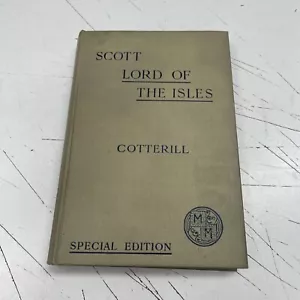 SCOTT
LORD OF
THE ISLES
COTTERILL
SPECIAL EDITION